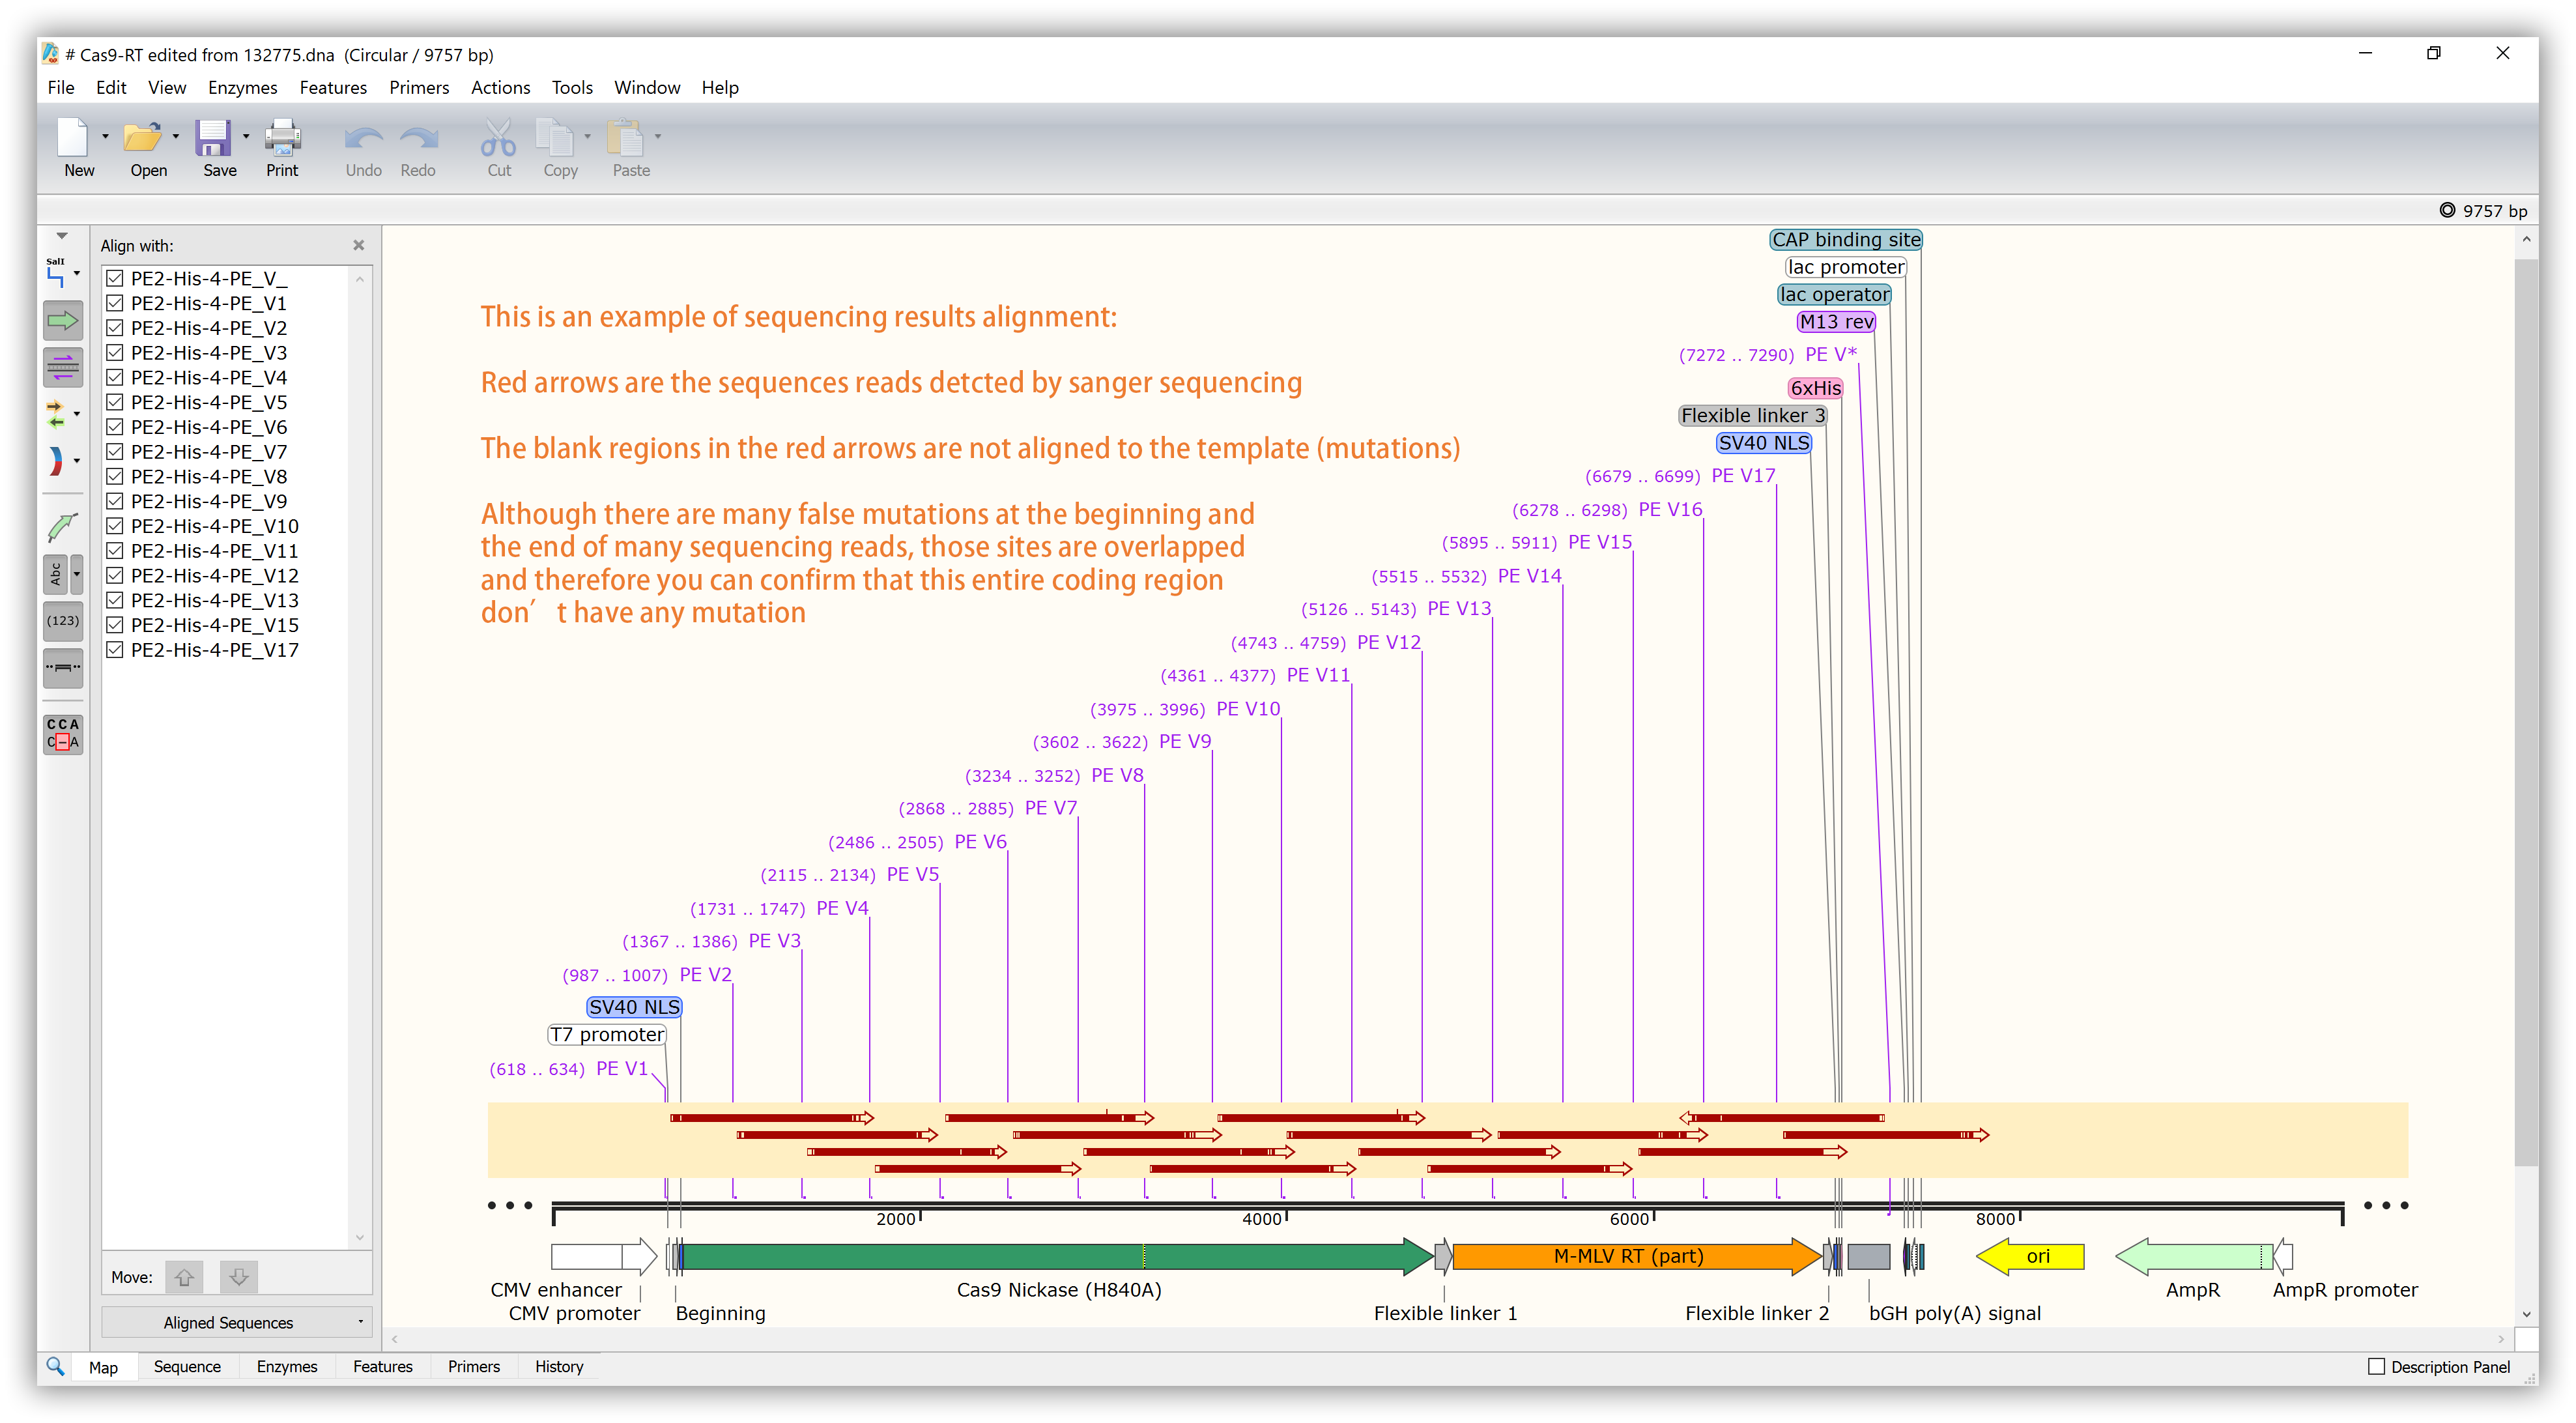 # Cas9-RT edited from 132775.dna (Circular / 9757 bp)
File Edit View Enzymes Features Primers Actions Tools Window Help
New Open Save Print Undo Redo Cut Copy Paste
9757 bp
Align with:
PE2-His-4-PE_V_
PE2-His-4-PE_V1
PE2-His-4-PE_V2
PE2-His-4-PE_V3
PE2-His-4-PE_V4
PE2-His-4-PE_V5
PE2-His-4-PE_V6
PE2-His-4-PE_V7
PE2-His-4-PE_V8
PE2-His-4-PE_V9
PE2-His-4-PE_V10
PE2-His-4-PE_V11
PE2-His-4-PE_V12
PE2-His-4-PE_V13
PE2-His-4-PE_V15
PE2-His-4-PE_V17
Move:
Aligned Sequences
SalI
Abc
(123)
CCA
C-A
This is an example of sequencing results alignment:
Red arrows are the sequences reads detcted by sanger sequencing
The blank regions in the red arrows are not aligned to the template (mutations)
Although there are many false mutations at the beginning and
the end of many sequencing reads, those sites are overlapped
and therefore you can confirm that this entire coding region
don’ t have any mutation
CAP binding site
lac promoter
lac operator
M13 rev
(7272 .. 7290) PE V*
6xHis
Flexible linker 3
SV40 NLS
(6679 .. 6699) PE V17
(6278 .. 6298) PE V16
(5895 .. 5911) PE V15
(5515 .. 5532) PE V14
(5126 .. 5143) PE V13
(4743 .. 4759) PE V12
(4361 .. 4377) PE V11
(3975 .. 3996) PE V10
(3602 .. 3622) PE V9
(3234 .. 3252) PE V8
(2868 .. 2885) PE V7
(2486 .. 2505) PE V6
(2115 .. 2134) PE V5
(1731 .. 1747) PE V4
(1367 .. 1386) PE V3
(987 .. 1007) PE V2
SV40 NLS
T7 promoter
(618 .. 634) PE V1
2000 4000 6000 8000
M-MLV RT (part) ori
CMV enhancer Cas9 Nickase (H840A) AmpR AmpR promoter
CMV promoter Beginning Flexible linker 1 Flexible linker 2 bGH poly(A) signal
Map Sequence Enzymes Features Primers History
Description Panel